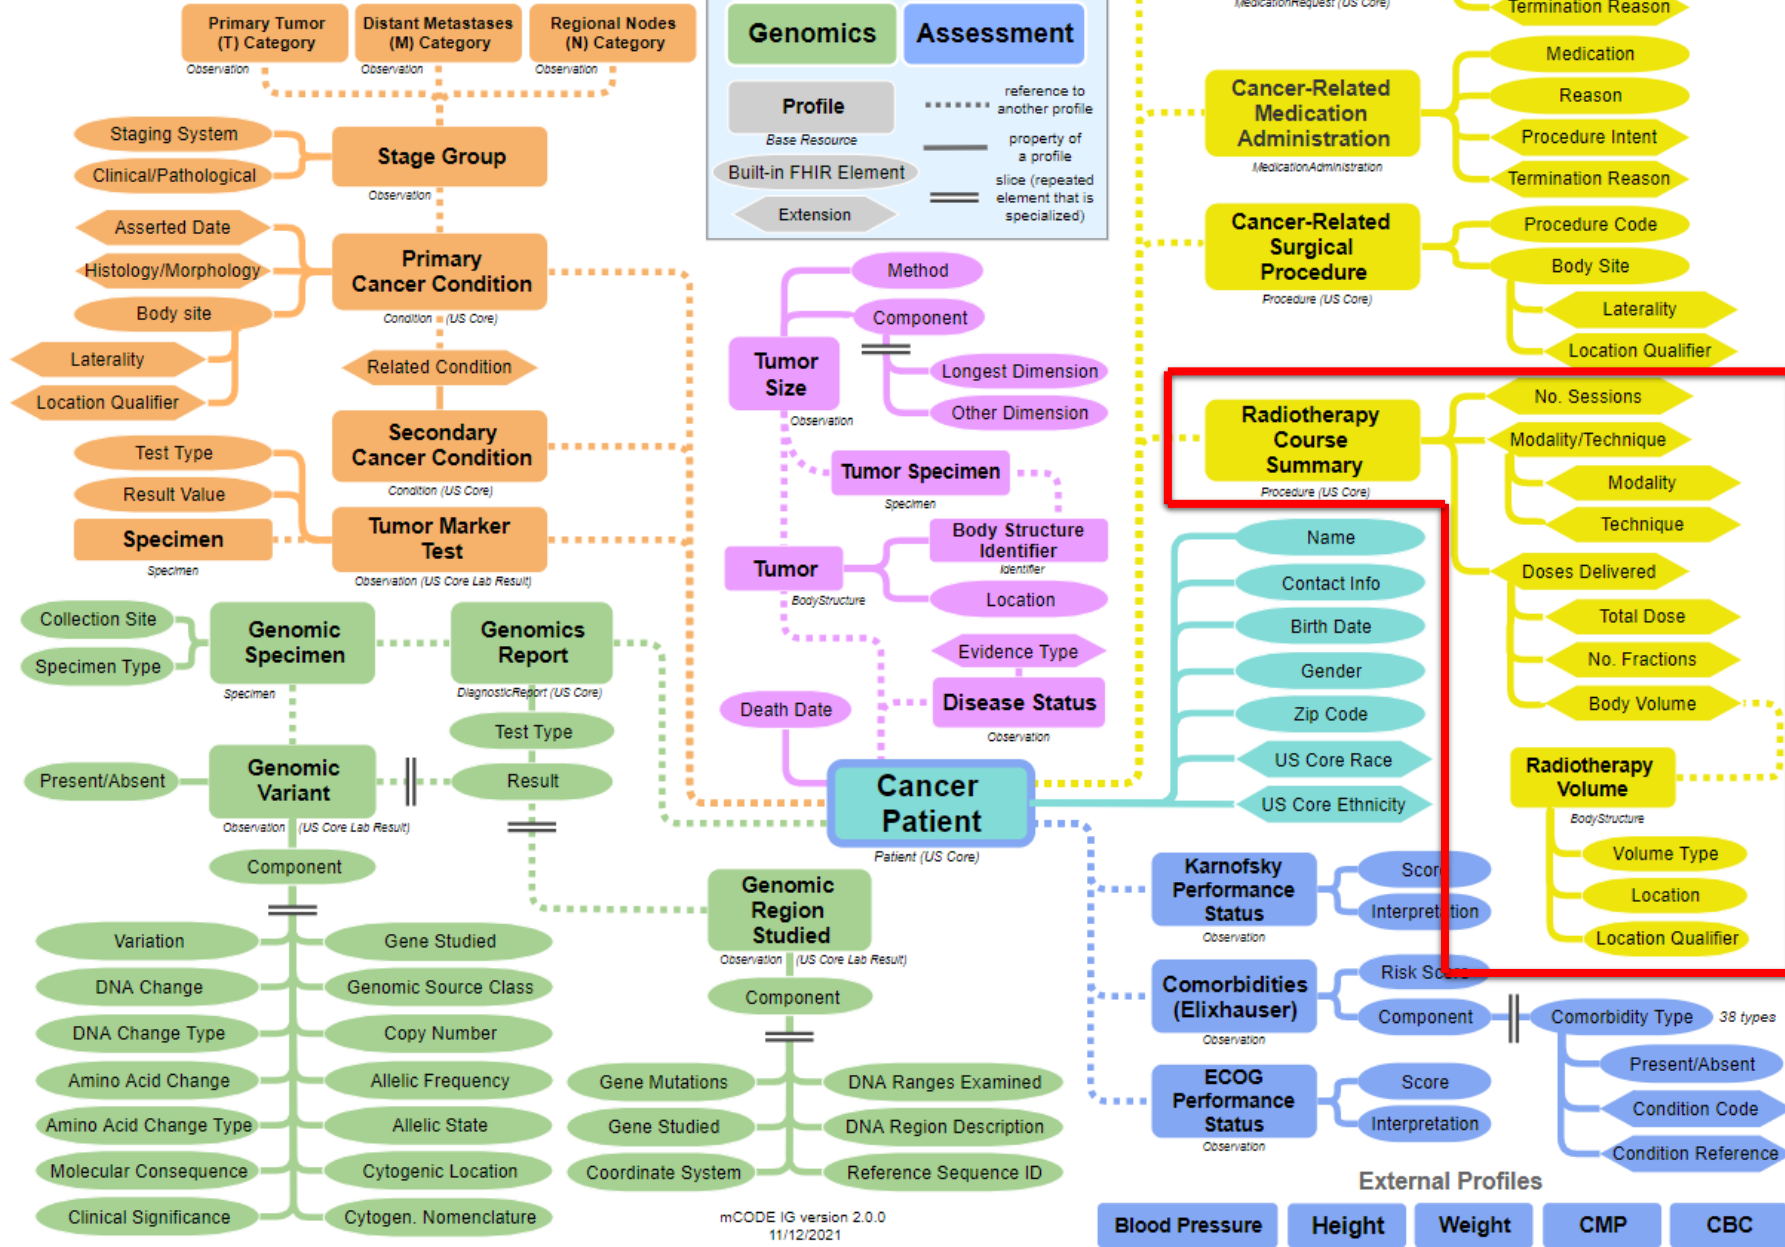 Primary Tumor
(T) Category
Observation
Distant Metastases
(M) Category
Observation
Regional Nodes
(N) Category
Observation
Staging System
Clinical/Pathological
Stage Group
Observation
Asserted Date
Histology/Morphology
Body site
Laterality
Location Qualifier
Primary
Cancer Condition
Condition (US Core)
Related Condition
Secondary
Cancer Condition
Condition (US Core)
Test Type
Result Value
Specimen
Specimen
Tumor Marker
Test
Observation (US Core Lab Result)
Genomics
Assessment
Profile
Base Resource
Built-in FHIR Element
Extension
reference to
another profile
property of
a profile
slice (repeated
element that is
specialized)
Method
Component
Tumor
Size
Observation
Longest Dimension
Other Dimension
Tumor Specimen
Specimen
Tumor
BodyStructure
Body Structure
Identifier
Identifier
Location
Evidence Type
Disease Status
Observation
Death Date
Cancer
Patient
Patient (US Core)
MedicationRequest (US Core)
Termination Reason
Cancer-Related
Medication
Administration
MedicationAdministration
Medication
Reason
Procedure Intent
Termination Reason
Cancer-Related
Surgical
Procedure
Procedure (US Core)
Procedure Code
Body Site
Laterality
Location Qualifier
Radiotherapy
Course
Summary
Procedure (US Core)
No. Sessions
Modality/Technique
Modality
Technique
Doses Delivered
Total Dose
No. Fractions
Body Volume
Radiotherapy
Volume
BodyStructure
Volume Type
Location
Location Qualifier
Name
Contact Info
Birth Date
Gender
Zip Code
US Core Race
US Core Ethnicity
Collection Site
Specimen Type
Genomic
Specimen
Specimen
Genomics
Report
DiagnosticReport (US Core)
Test Type
Result
Present/Absent
Genomic
Variant
Observation (US Core Lab Result)
Component
Variation
Gene Studied
DNA Change
Genomic Source Class
DNA Change Type
Copy Number
Amino Acid Change
Allelic Frequency
Amino Acid Change Type
Allelic State
Molecular Consequence
Cytogenic Location
Clinical Significance
Cytogen. Nomenclature
Genomic
Region
Studied
Observation (US Core Lab Result)
Component
Gene Mutations
DNA Ranges Examined
Gene Studied
DNA Region Description
Coordinate System
Reference Sequence ID
mCODE IG version 2.0.0
11/12/2021
Karnofsky
Performance
Status
Observation
Score
Interpretation
Comorbidities
(Elixhauser)
Observation
Risk Score
Component
Comorbidity Type
38 types
Present/Absent
Condition Code
Condition Reference
ECOG
Performance
Status
Observation
Score
Interpretation
External Profiles
Blood Pressure
Height
Weight
CMP
CBC